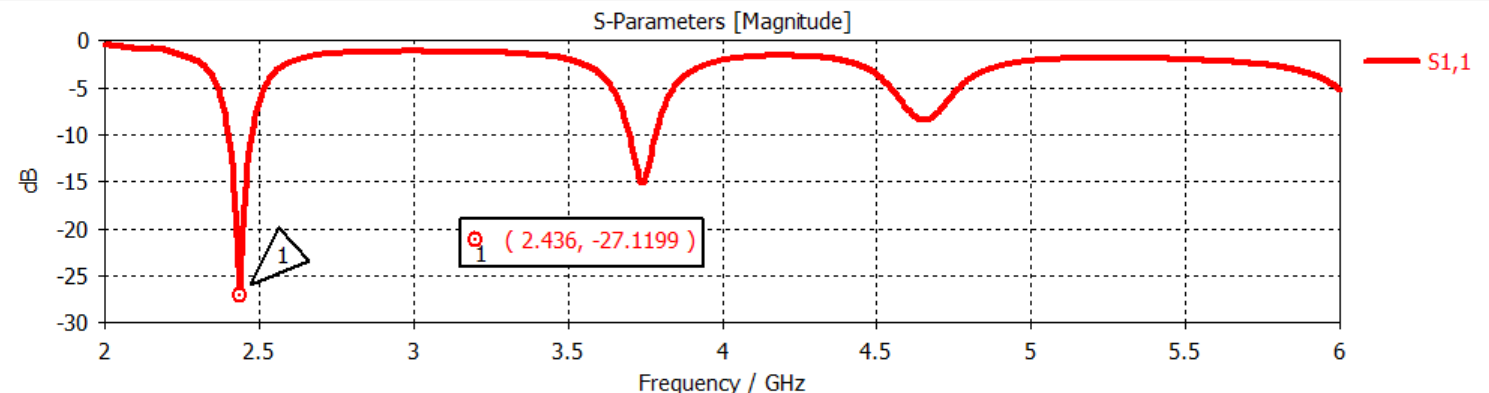 S-Parameters [Magnitude]
0
-5
-10
-15
-20
-25
-30
dB
1
1 ( 2.436, -27.1199 )
S1,1
2 2.5 3 3.5 4 4.5 5 5.5 6
Frequency / GHz